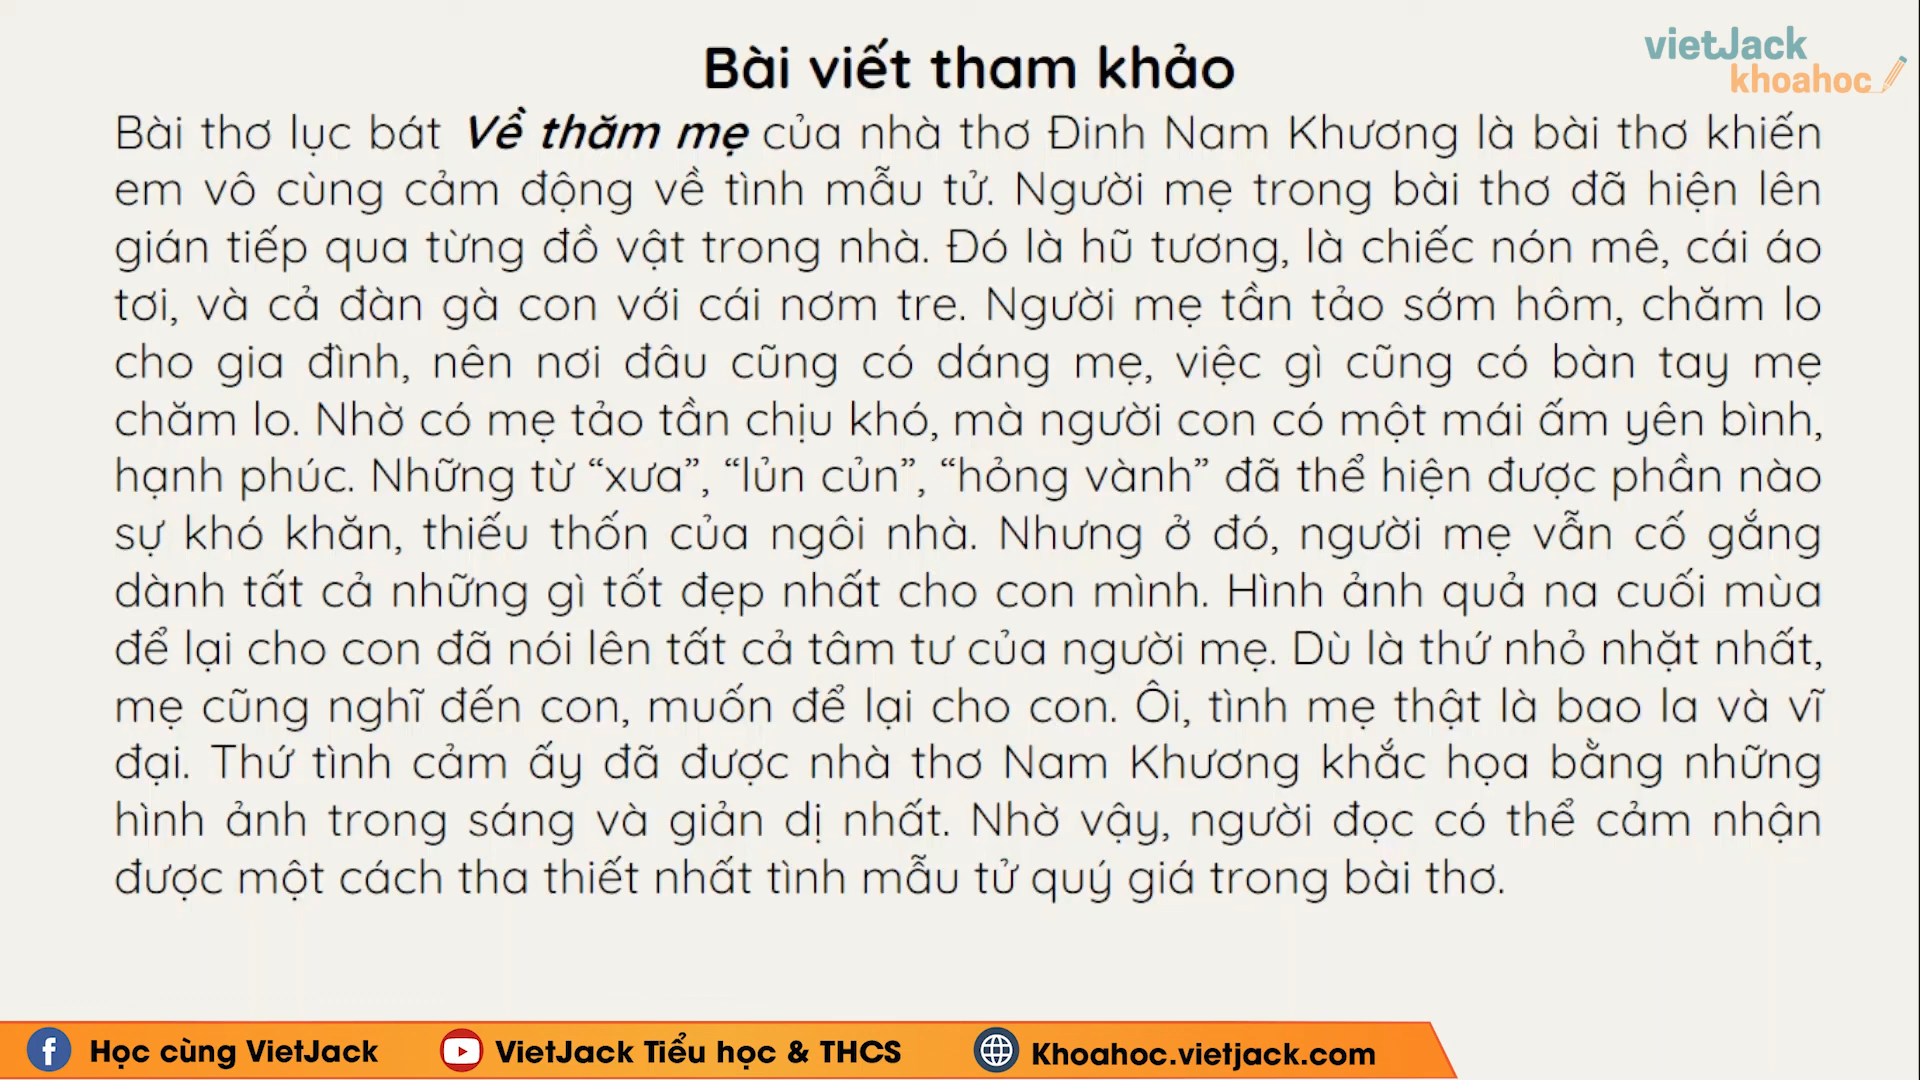 vietJack
khoahoc
Bài viết tham khảo
Bài thơ lục bát Về thăm mẹ của nhà thơ Đinh Nam Khương là bài thơ khiến
em vô cùng cảm động về tình mẫu tử. Người mẹ trong bài thơ đã hiện lên
gián tiếp qua từng đồ vật trong nhà. Đó là hũ tương, là chiếc nón mê, cái áo
tơi, và cả đàn gà con với cái nơm tre. Người mẹ tần tảo sớm hôm, chăm lo
cho gia đình, nên nơi đâu cũng có dáng mẹ, việc gì cũng có bàn tay mẹ
chăm lo. Nhờ có mẹ tảo tần chịu khó, mà người con có một mái ấm yên bình,
hạnh phúc. Những từ “xưa”, “lủn củn”, “hỏng vành” đã thể hiện được phần nào
sự khó khăn, thiếu thốn của ngôi nhà. Nhưng ở đó, người mẹ vẫn cố gắng
dành tất cả những gì tốt đẹp nhất cho con mình. Hình ảnh quả na cuối mùa
để lại cho con đã nói lên tất cả tâm tư của người mẹ. Dù là thứ nhỏ nhặt nhất,
mẹ cũng nghĩ đến con, muốn để lại cho con. Ôi, tình mẹ thật là bao la và vĩ
đại. Thứ tình cảm ấy đã được nhà thơ Nam Khương khắc họa bằng những
hình ảnh trong sáng và giản dị nhất. Nhờ vậy, người đọc có thể cảm nhận
được một cách tha thiết nhất tình mẫu tử quý giá trong bài thơ.
Học cùng VietJack
VietJack Tiểu học & THCS
Khoahoc.vietjack.com